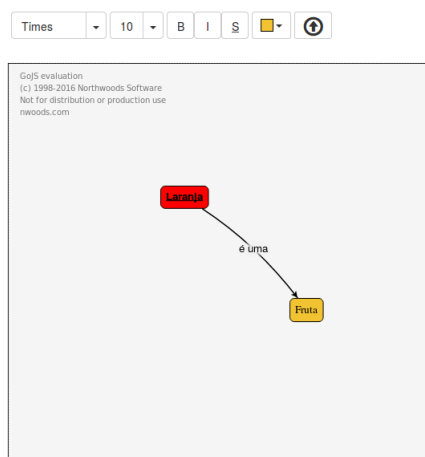 Times 10 B I S
GoJS evaluation
(c) 1998-2016 Northwoods Software
Not for distribution or production use
nwoods.com
Laranja
é uma
Fruta